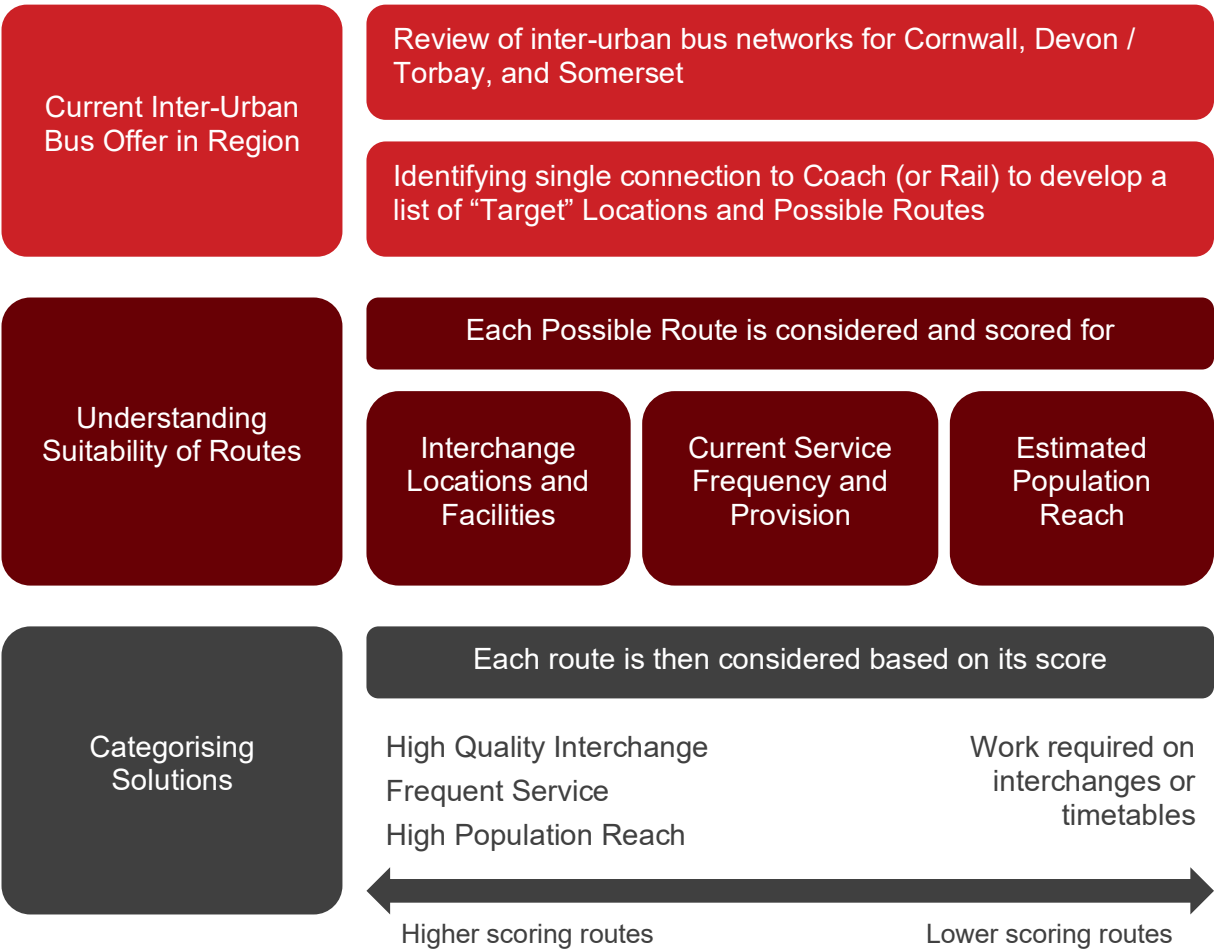 Current Inter-Urban
Bus Offer in Region
Review of inter-urban bus networks for Cornwall, Devon /
Torbay, and Somerset
Identifying single connection to Coach (or Rail) to develop a
list of “Target” Locations and Possible Routes
Understanding
Suitability of Routes
Each Possible Route is considered and scored for
Interchange
Locations and
Facilities
Current Service
Frequency and
Provision
Estimated
Population
Reach
Categorising
Solutions
Each route is then considered based on its score
High Quality Interchange
Frequent Service
High Population Reach
Work required on
interchanges or
timetables
Higher scoring routes
Lower scoring routes